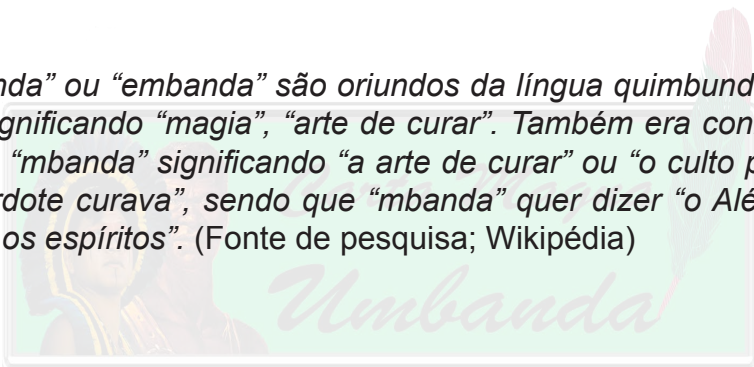 nda” ou “embanda” são oriundos da língua quimbund
gnificando “magia”, “arte de curar”. Também era con
“mbanda” significando “a arte de curar” ou “o culto p
rdote curava”, sendo que “mbanda” quer dizer “o Alé
os espíritos”. (Fonte de pesquisa; Wikipédia)
Carta Magna
Umbanda